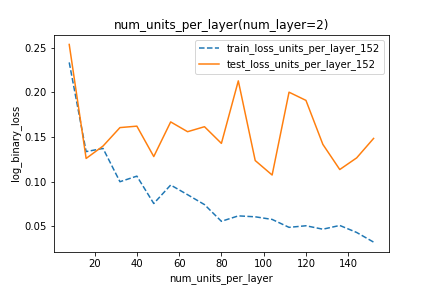 num_units_per_layer(num_layer=2)
train_loss_units_per_layer_152
test_loss_units_per_layer_152
0.25
0.20
0.15
0.10
0.05
log_binary_loss
20 40 60 80 100 120 140
num_units_per_layer